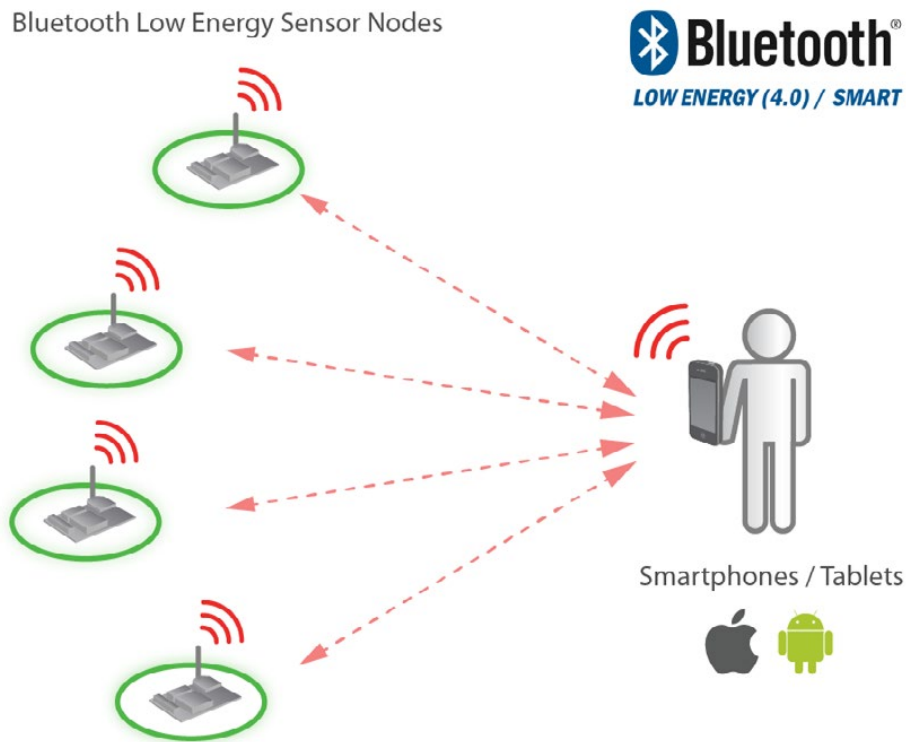 Bluetooth Low Energy Sensor Nodes
Bluetooth®
LOW ENERGY (4.0) / SMART
Smartphones / Tablets